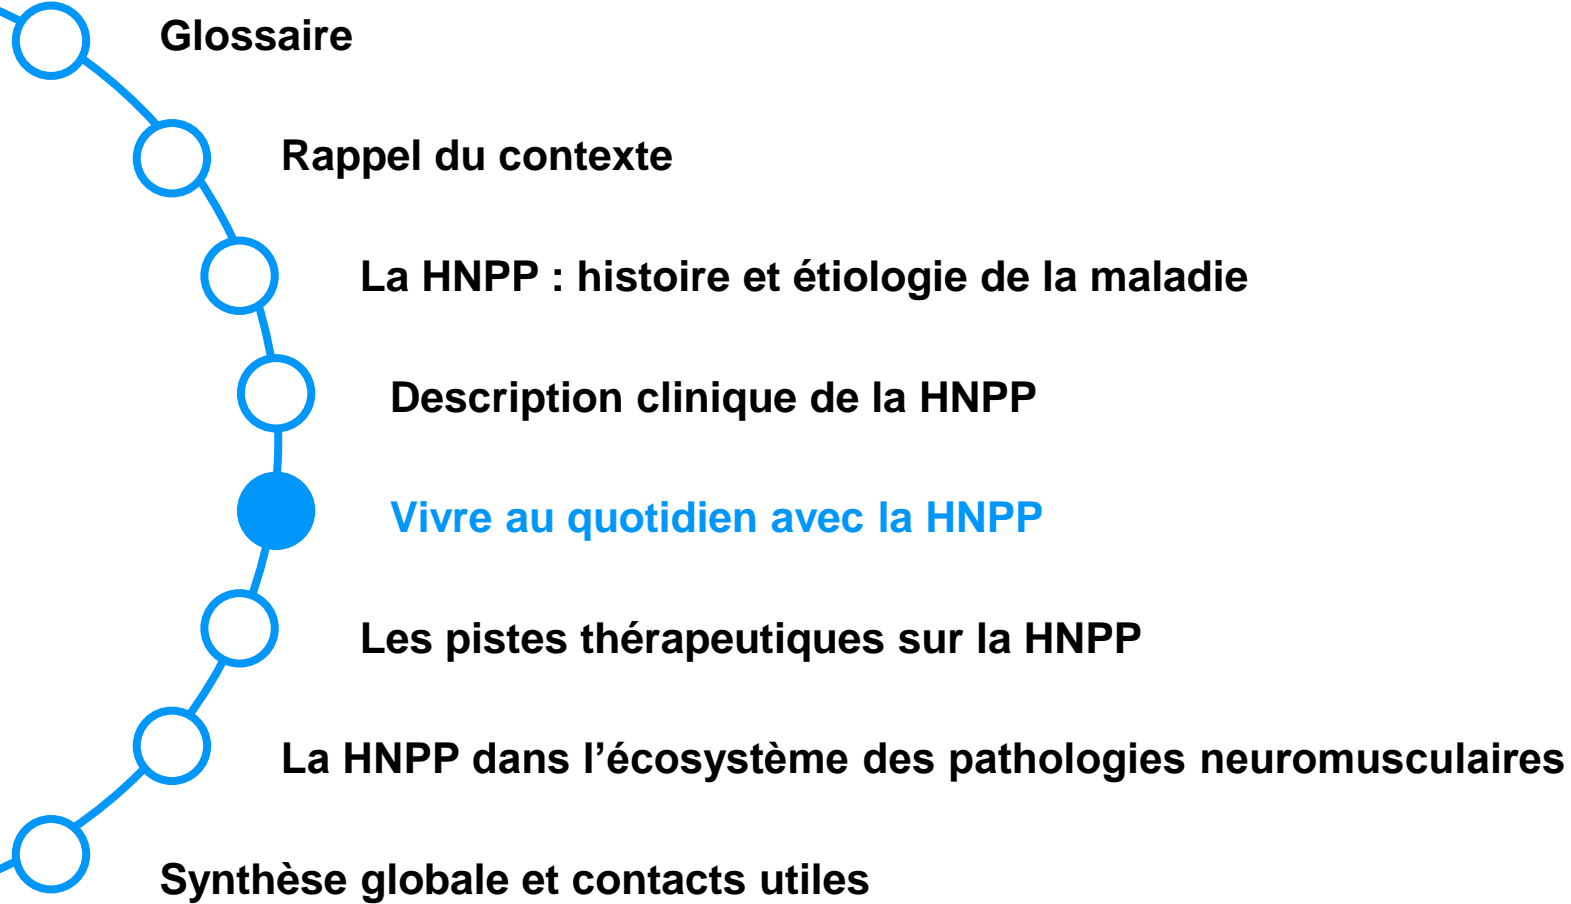 Glossaire
Rappel du contexte
La HNPP : histoire et étiologie de la maladie
Description clinique de la HNPP
Vivre au quotidien avec la HNPP
Les pistes thérapeutiques sur la HNPP
La HNPP dans l’écosystème des pathologies neuromusculaires
Synthèse globale et contacts utiles